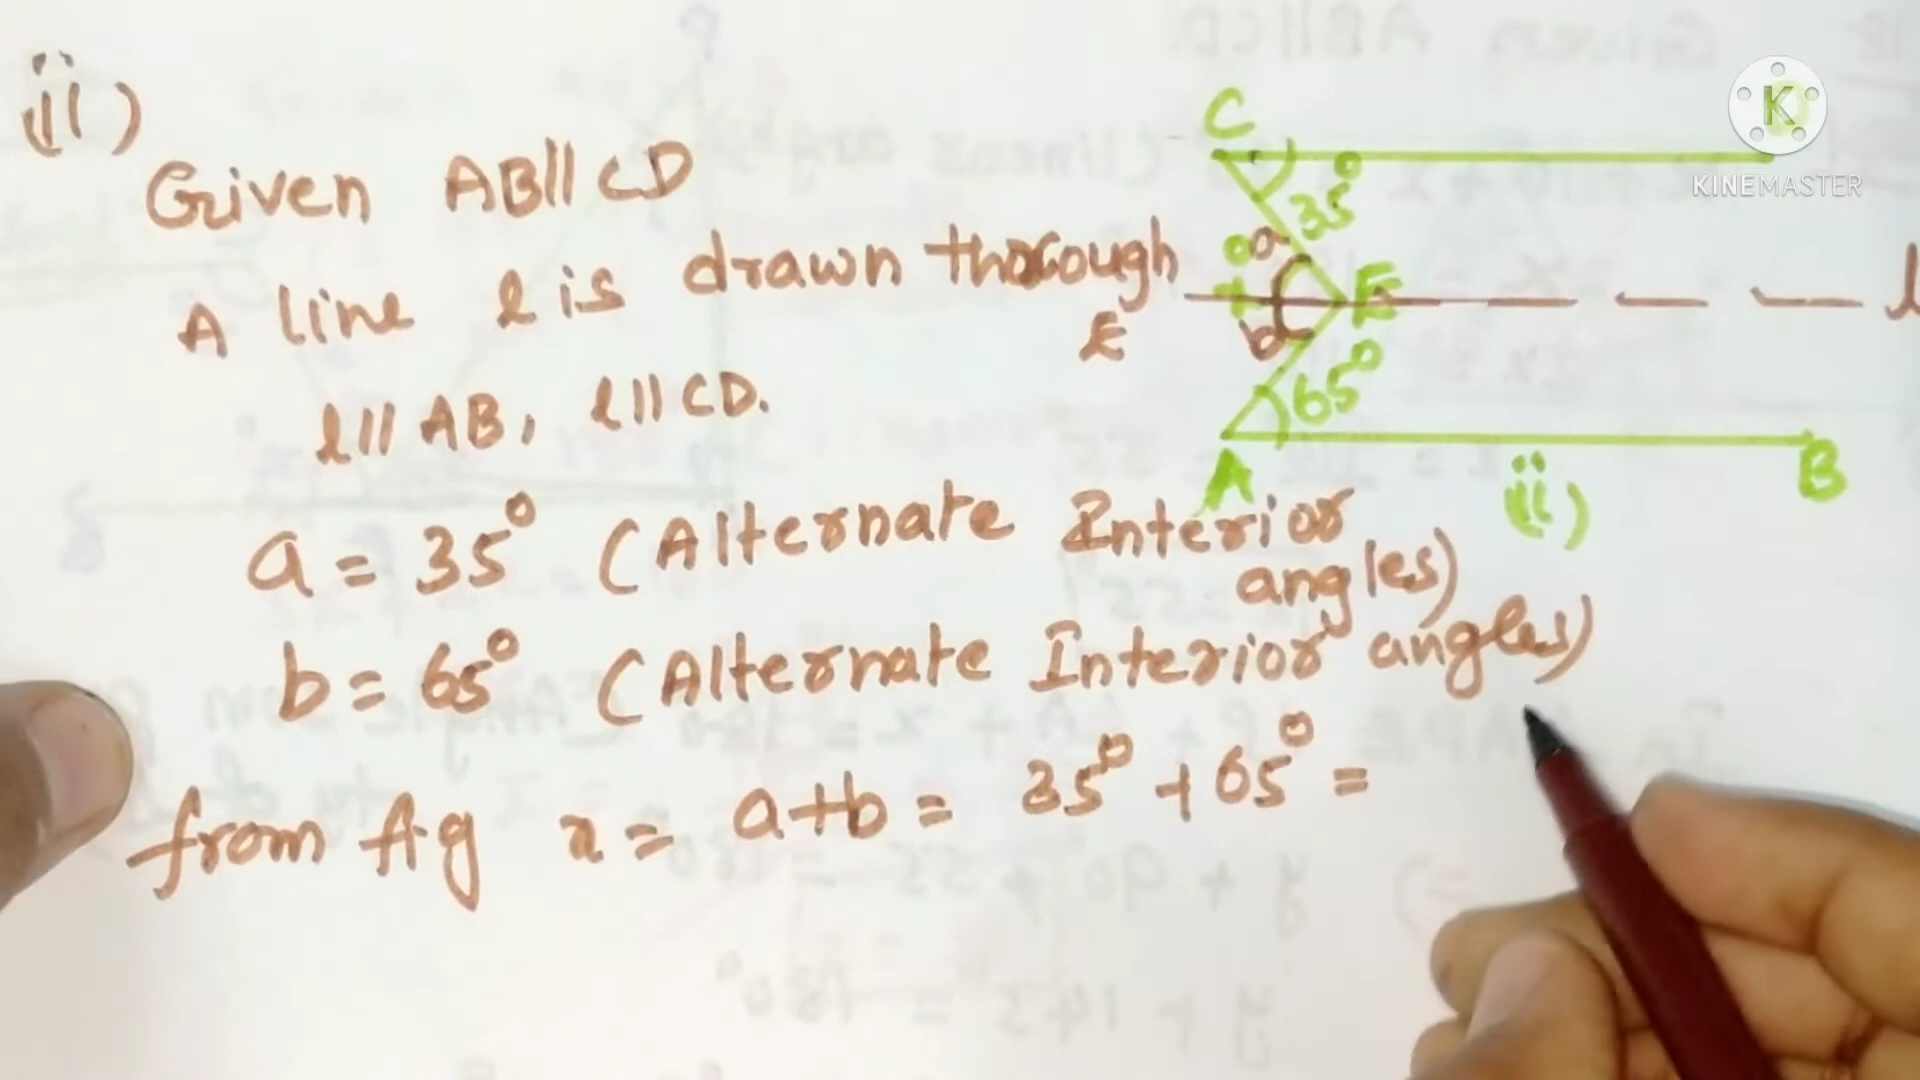 (ii)
Given AB||CD
A line l is drawn thorough
E
l|| AB, l|| CD.
a = 35° (Alternate Interior
angles)
b = 65° (Alternate Interior angles)
from fig x = a+b = 35° + 65° =
C
35°
a
x°
E
l
b
65°
A
B
(ii)
K
KINEMASTER